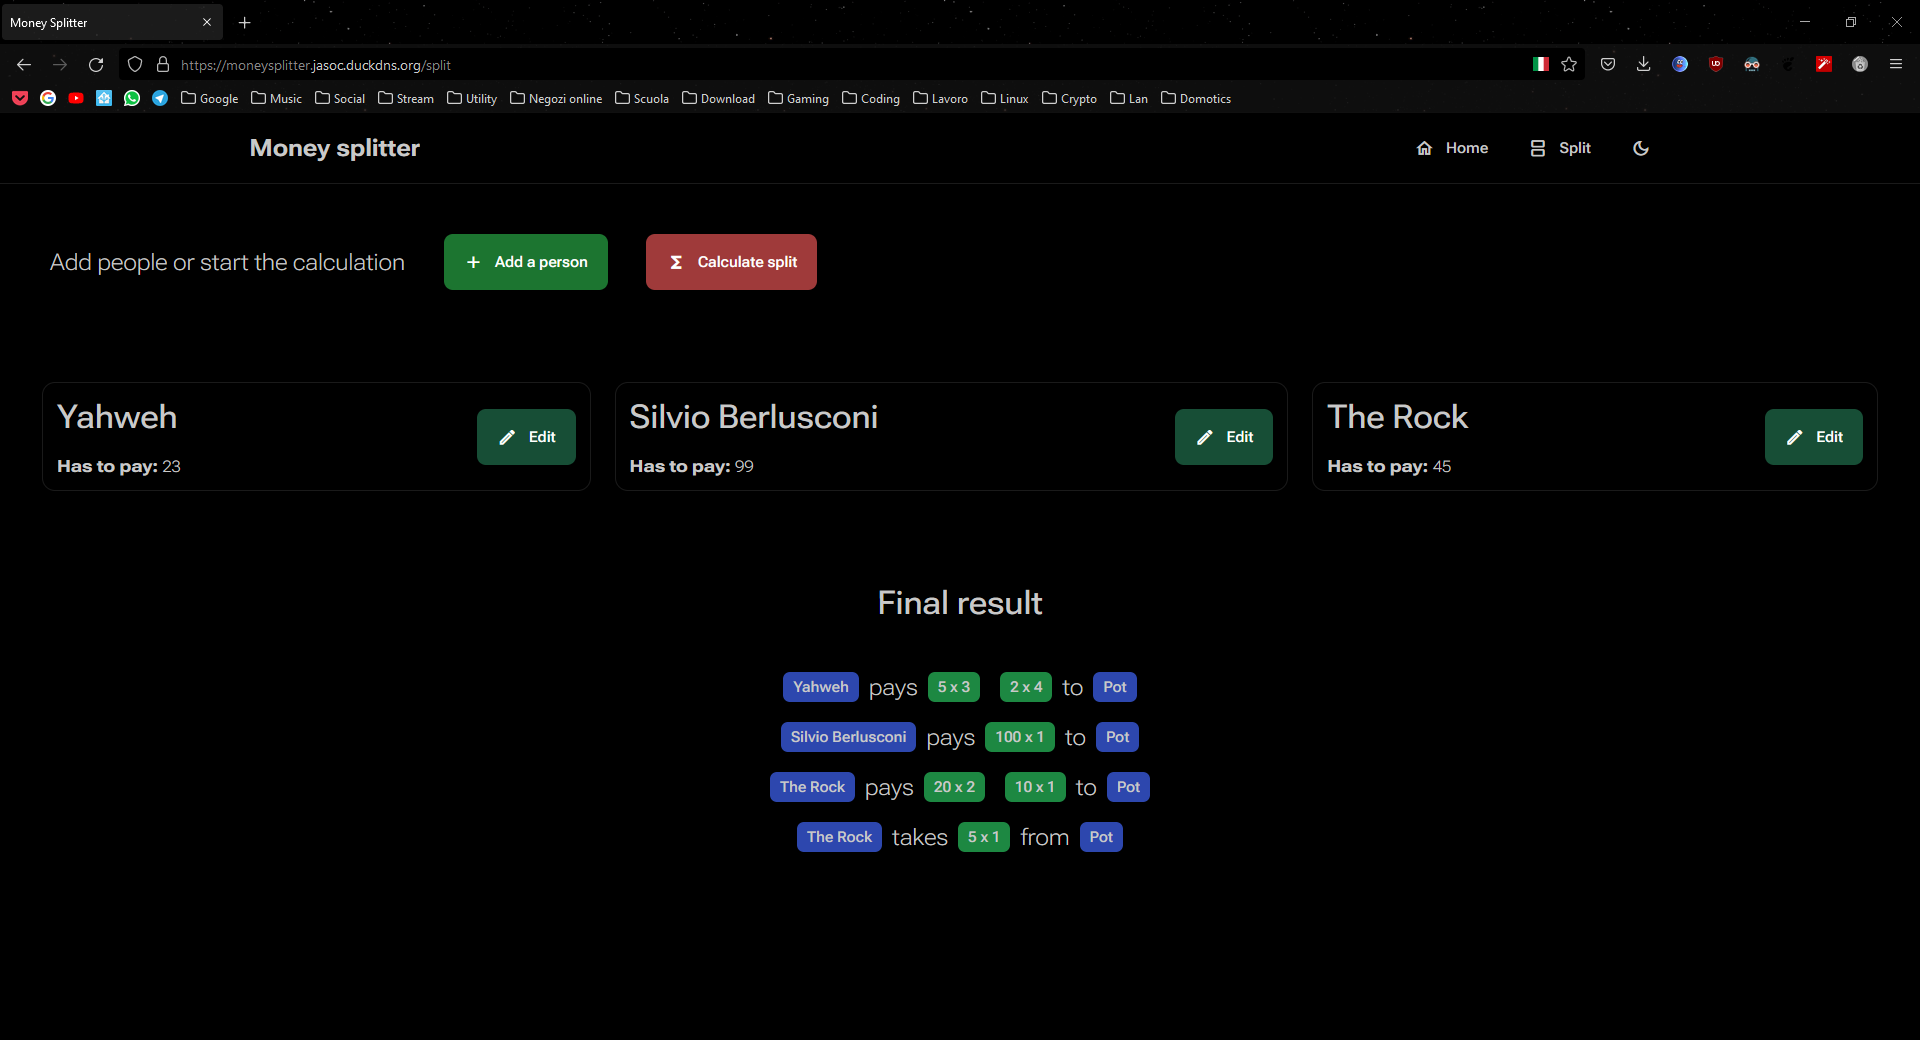 Money Splitter
https://moneysplitter.jasoc.duckdns.org/split
Google Music Social Stream Utility Negozi online Scuola Download Gaming Coding Lavoro Linux Crypto Lan Domotics
Money splitter Home Split
Add people or start the calculation + Add a person Σ Calculate split
Yahweh Edit
Has to pay: 23
Silvio Berlusconi Edit
Has to pay: 99
The Rock Edit
Has to pay: 45
Final result
Yahweh pays 5 x 3 2 x 4 to Pot
Silvio Berlusconi pays 100 x 1 to Pot
The Rock pays 20 x 2 10 x 1 to Pot
The Rock takes 5 x 1 from Pot